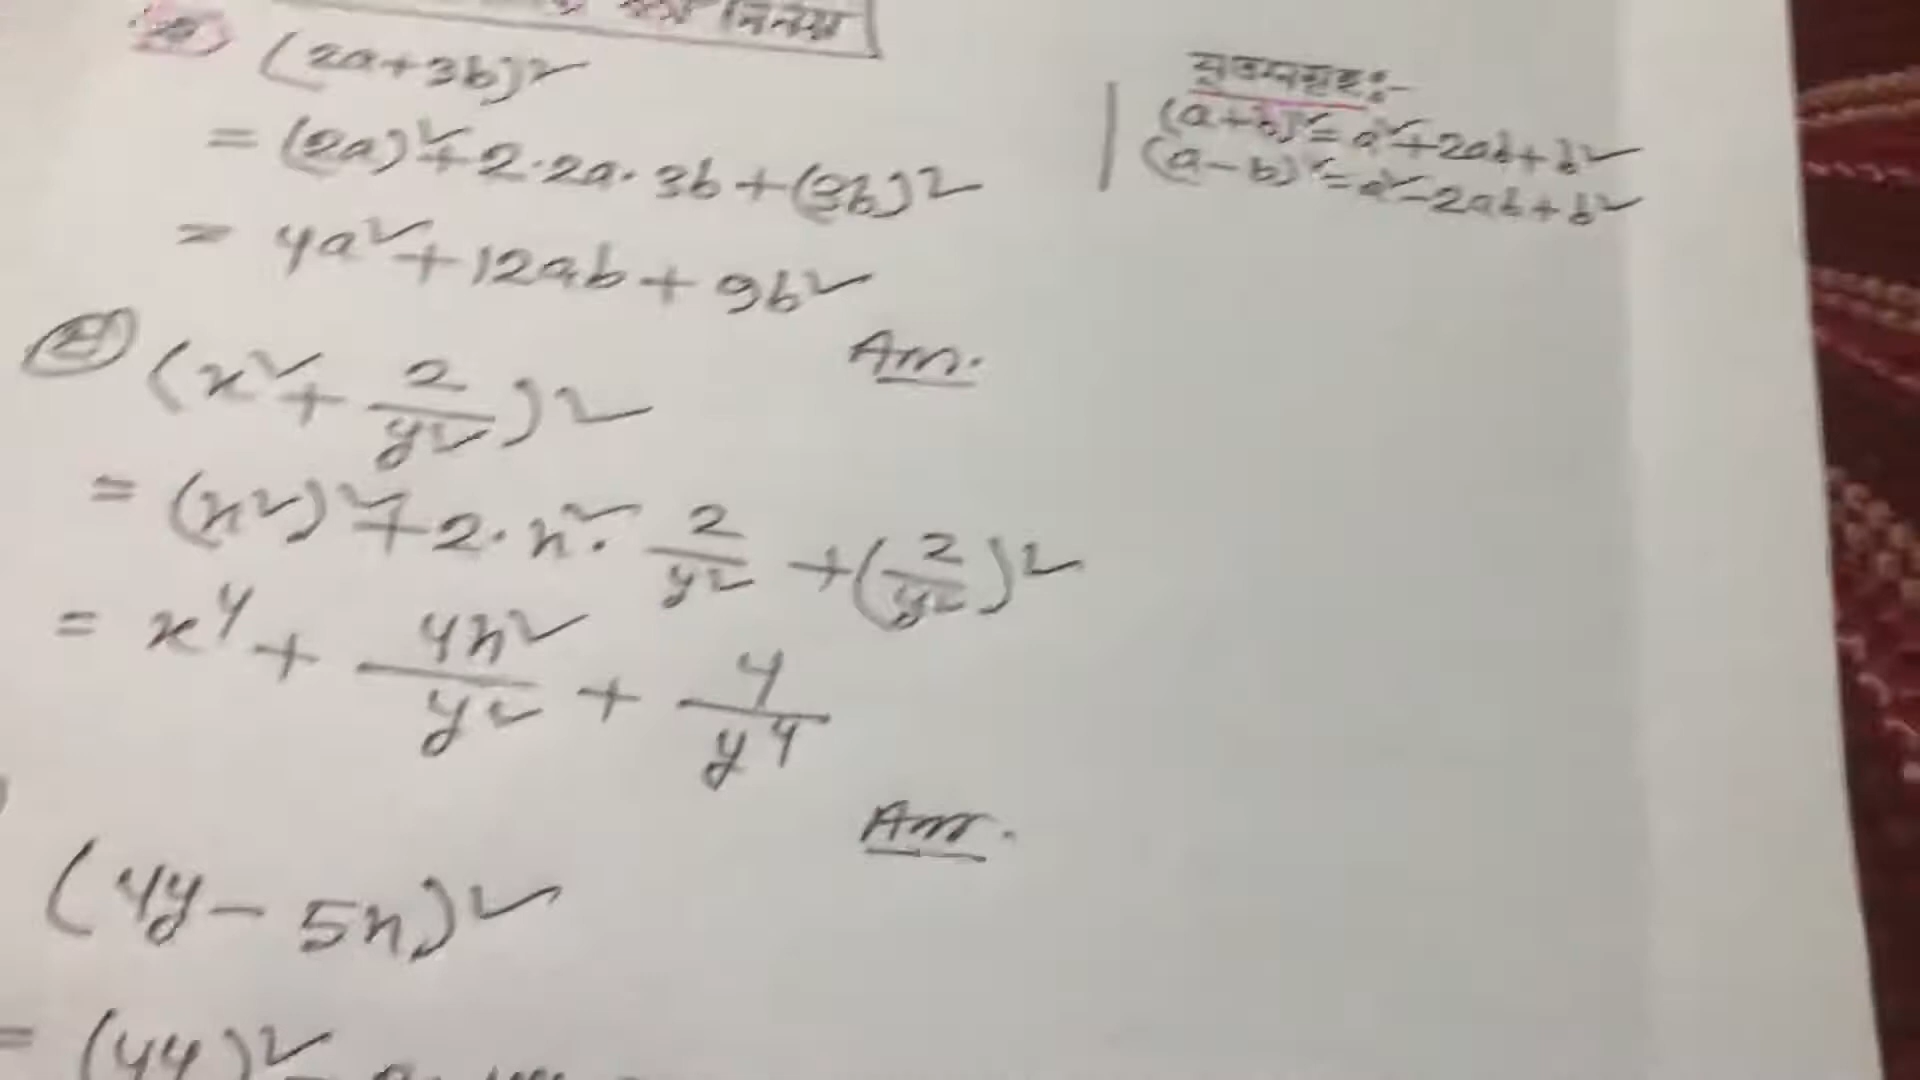 নির্ণয়
(2a+3b)²
= (2a)²+2·2a·3b+(3b)²
= 4a²+12ab+9b²
Ans.
সূত্রসমূহ:-
(a+b)²=a²+2ab+b²
(a-b)²=a²-2ab+b²
(x²+2/y²)²
= (x²)²+2·x²·2/y²+(2/y²)²
= x⁴+4x²/y²+4/y⁴
Ans.
(4y-5x)²
= (4y)²